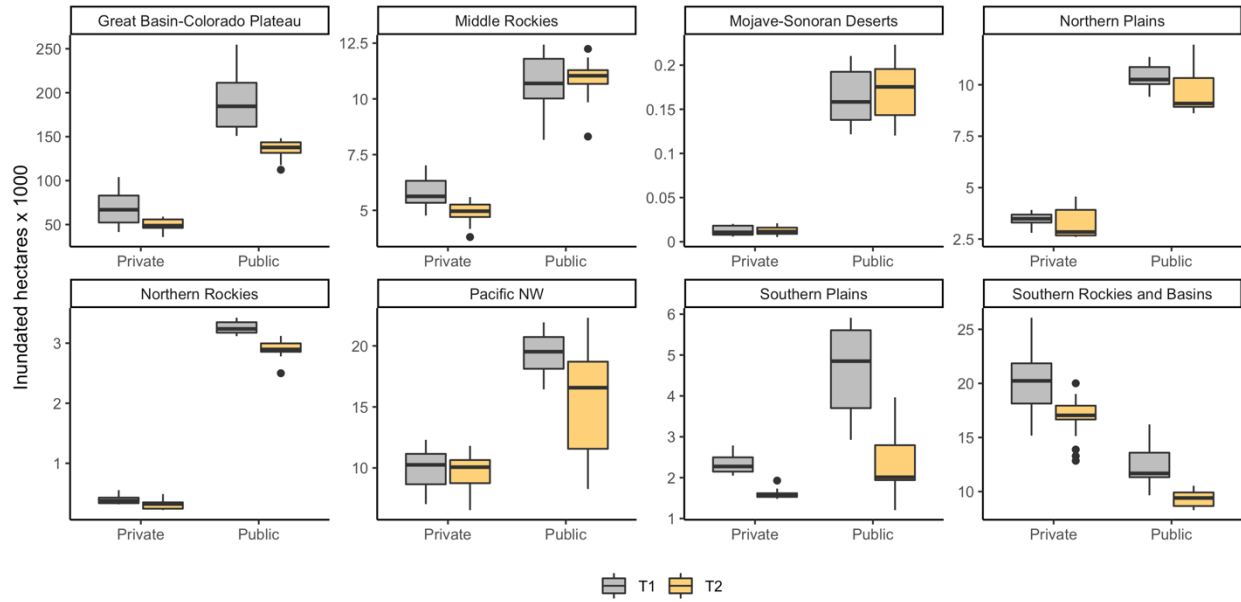 Great Basin-Colorado Plateau
Middle Rockies
Mojave-Sonoran Deserts
Northern Plains
250
200
150
100
50
12.5
10
7.5
5
0.2
0.15
0.1
0.05
0
10
7.5
5
2.5
Private Public
Private Public
Private Public
Private Public
Inundated hectares x 1000
Northern Rockies
Pacific NW
Southern Plains
Southern Rockies and Basins
3
2
1
20
15
10
6
5
4
3
2
1
25
20
15
10
Private Public
Private Public
Private Public
Private Public
T1 T2